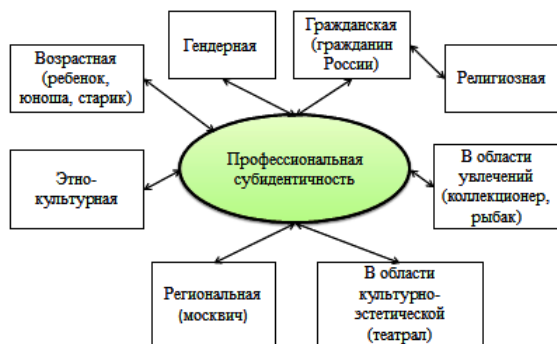 Возрастная
(ребенок,
юноша, старик)
Гендерная
Гражданская
(гражданин
России)
Религиозная
Этно-
культурная
Профессиональная
субидентичность
В области
увлечений
(коллекционер,
рыбак)
Региональная
(москвич)
В области
культурно-
эстетической
(театрал)